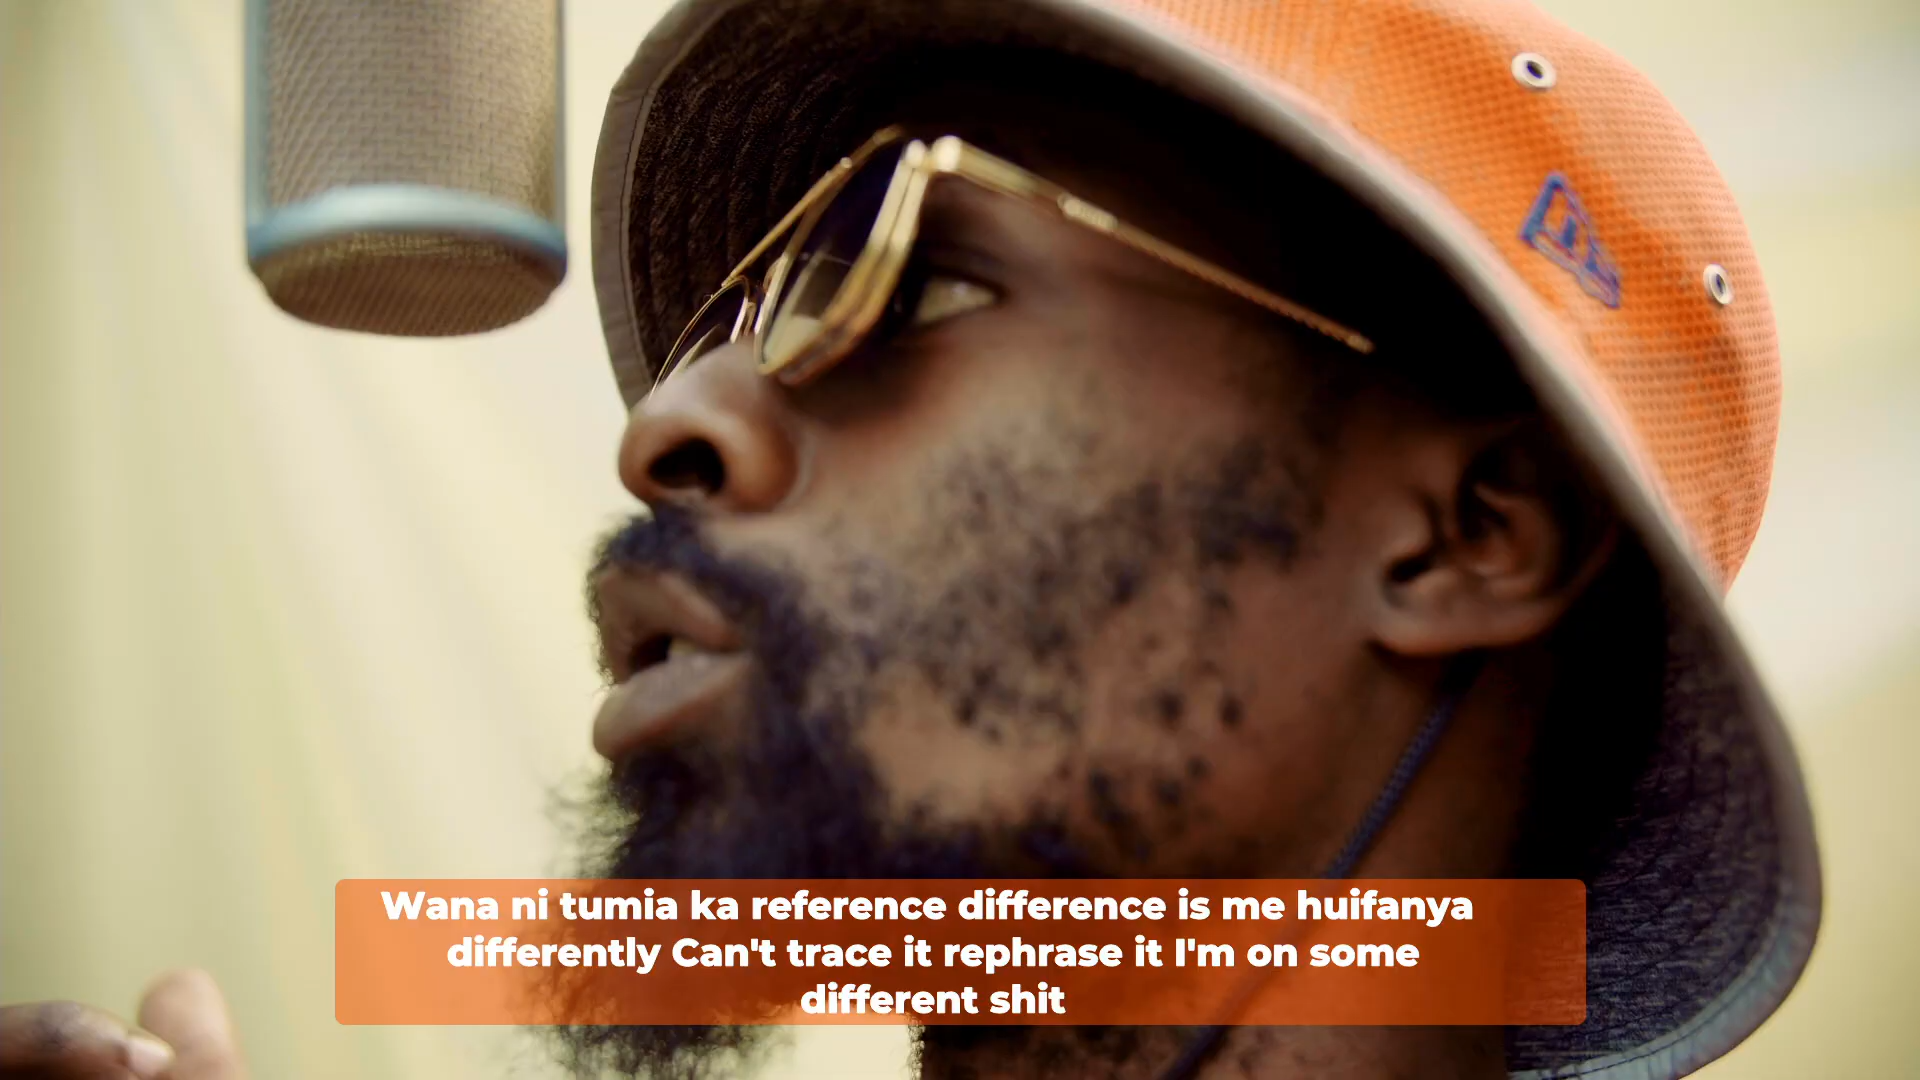 Wana ni tumia ka reference difference is me huifanya
differently Can't trace it rephrase it I'm on some
different shit